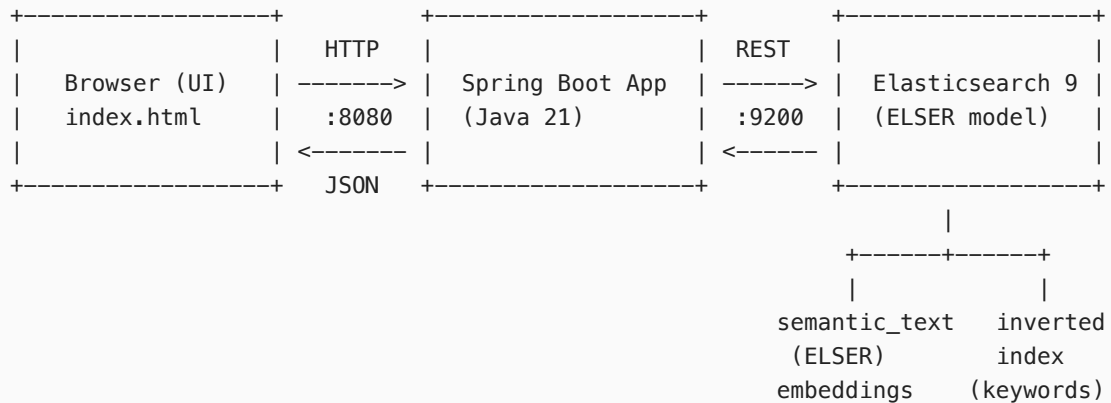 HTTP REST
Browser (UI) -------> Spring Boot App ------> Elasticsearch 9
index.html :8080 (Java 21) :9200 (ELSER model)
<------- <------
JSON
semantic_text inverted
(ELSER) index
embeddings (keywords)